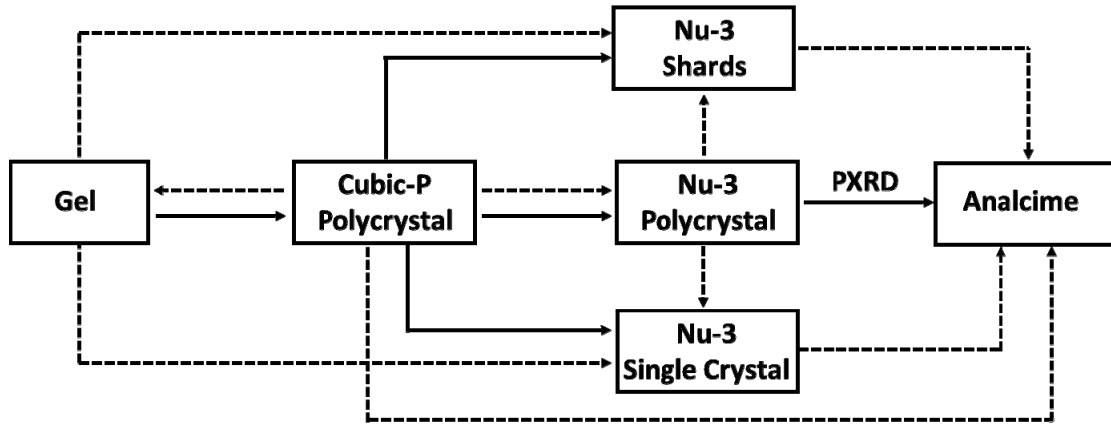 Nu-3
Shards
Gel
Cubic-P
Polycrystal
Nu-3
Polycrystal
PXRD
Analcime
Nu-3
Single Crystal